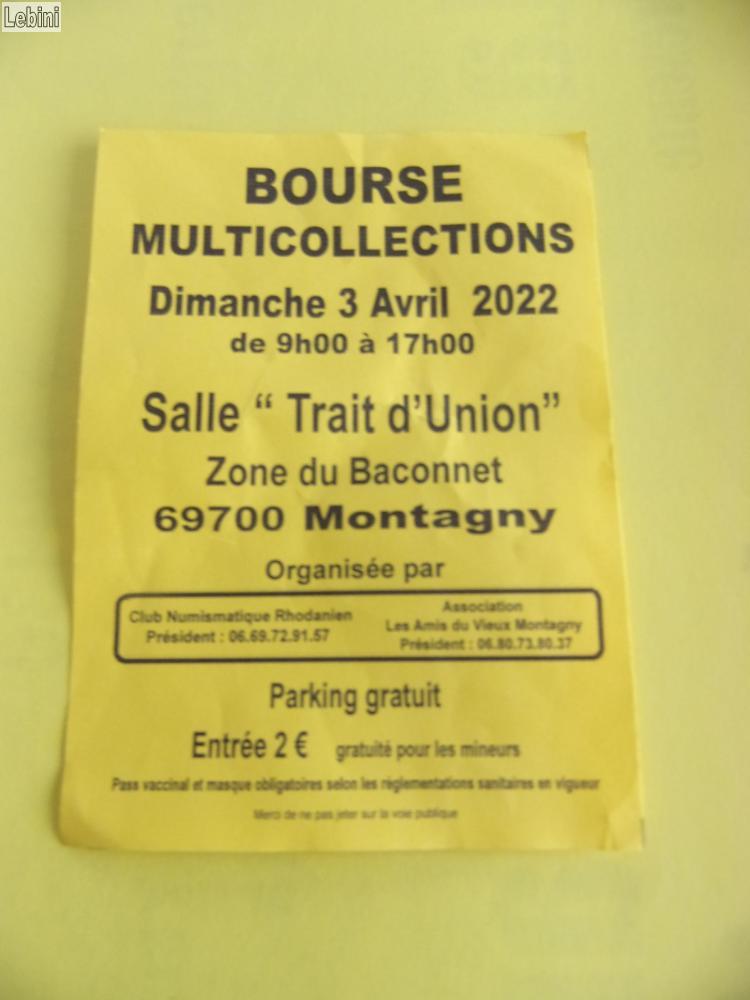 Lebini
BOURSE
MULTICOLLECTIONS
Dimanche 3 Avril 2022
de 9h00 à 17h00
Salle “ Trait d’Union”
Zone du Baconnet
69700 Montagny
Organisée par
Club Numismatique Rhodanien
Président : 06.69.72.91.57
Association
Les Amis du Vieux Montagny
Président : 06.80.73.80.37
Parking gratuit
Entrée 2 € gratuité pour les mineurs
Pass vaccinal et masque obligatoires selon les réglementations sanitaires en vigueur
Merci de ne pas jeter sur la voie publique